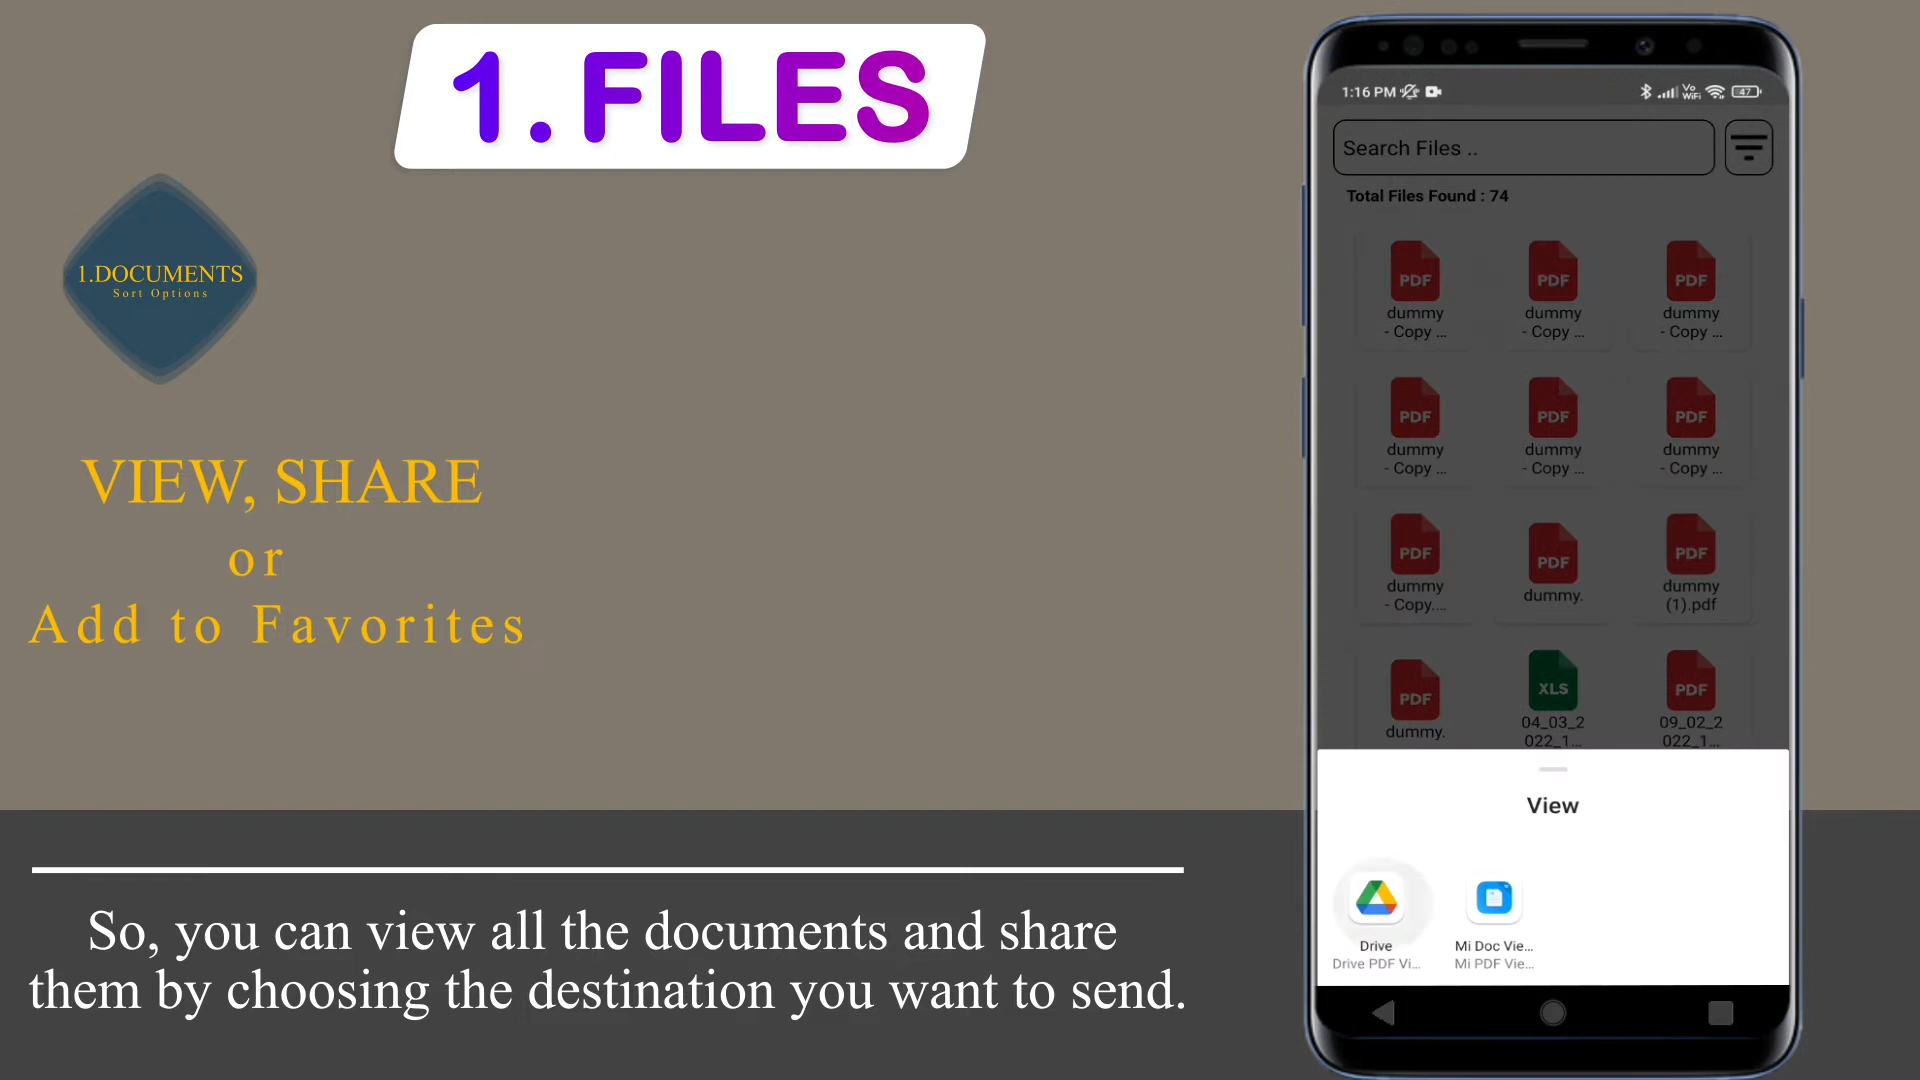 1. FILES
1.DOCUMENTS
Sort Options
VIEW, SHARE
or
Add to Favorites
So, you can view all the documents and share
them by choosing the destination you want to send.
1:16 PM
Vo
WiFi
47
Search Files ..
Total Files Found : 74
PDF PDF PDF
dummy dummy dummy
- Copy ... - Copy ... - Copy ...
PDF PDF PDF
dummy dummy dummy
- Copy ... - Copy ... - Copy ...
PDF PDF PDF
dummy dummy. dummy
- Copy.... (1).pdf
PDF XLS PDF
dummy. 04_03_2 09_02_2
022_1... 022_1...
View
Drive Mi Doc Vie...
Drive PDF Vi... Mi PDF Vie...